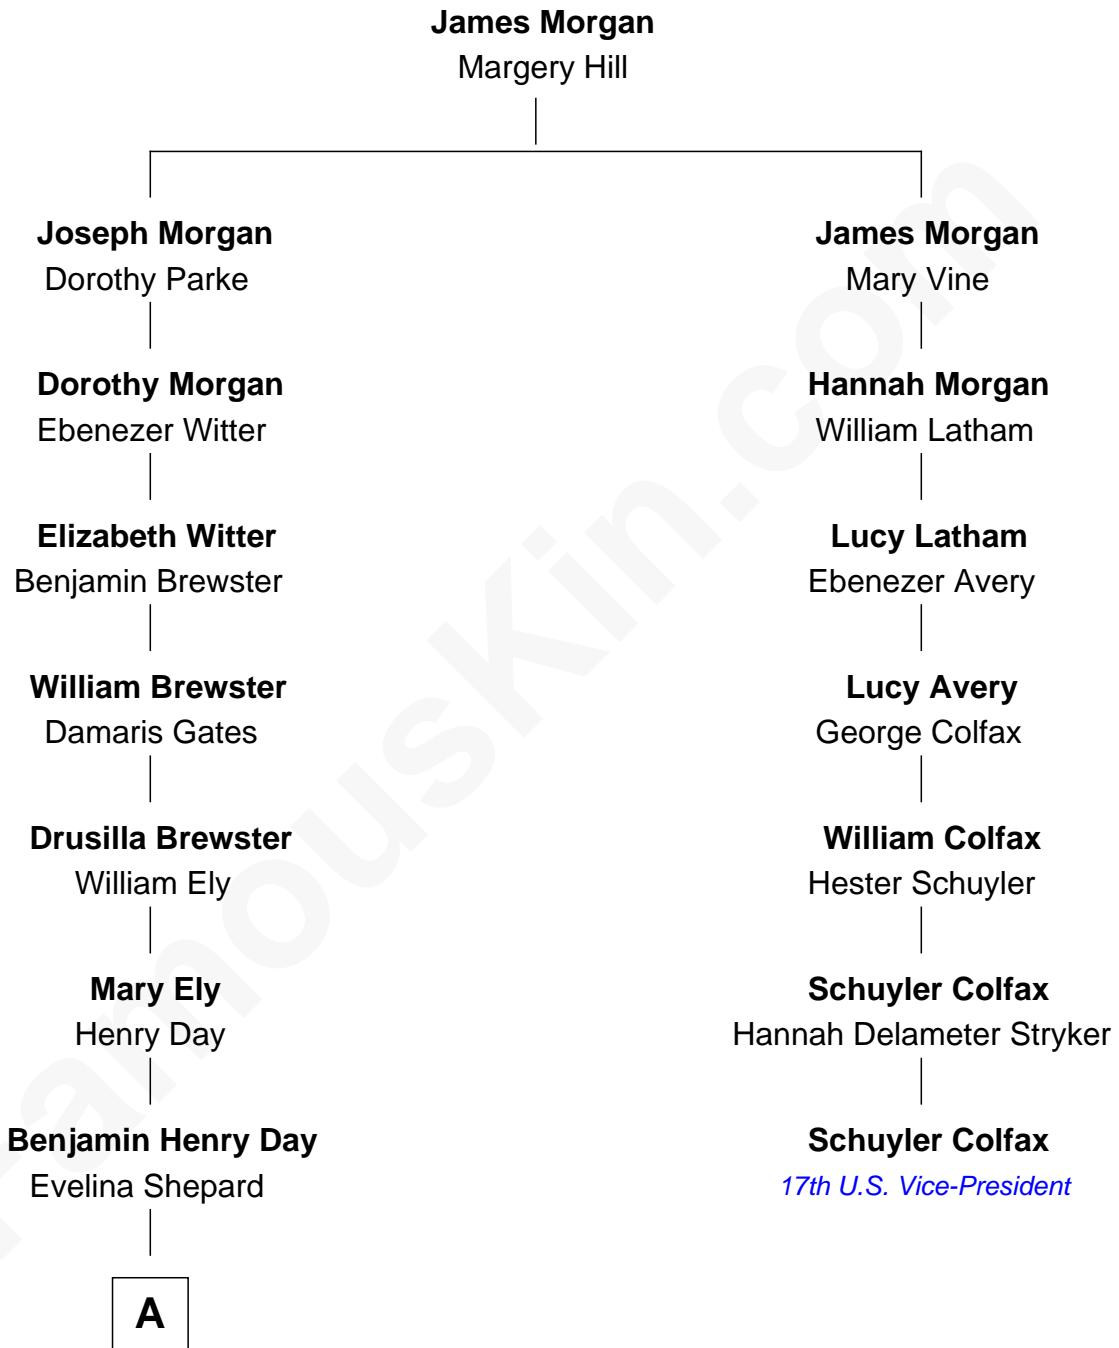 James Morgan
Margery Hill
Joseph Morgan
Dorothy Parke
Dorothy Morgan
Ebenezer Witter
Elizabeth Witter
Benjamin Brewster
William Brewster
Damaris Gates
Drusilla Brewster
William Ely
Mary Ely
Henry Day
Benjamin Henry Day
Evelina Shepard
A
James Morgan
Mary Vine
Hannah Morgan
William Latham
Lucy Latham
Ebenezer Avery
Lucy Avery
George Colfax
William Colfax
Hester Schuyler
Schuyler Colfax
Hannah Delameter Stryker
Schuyler Colfax
17th U.S. Vice-President
FamousKin.com